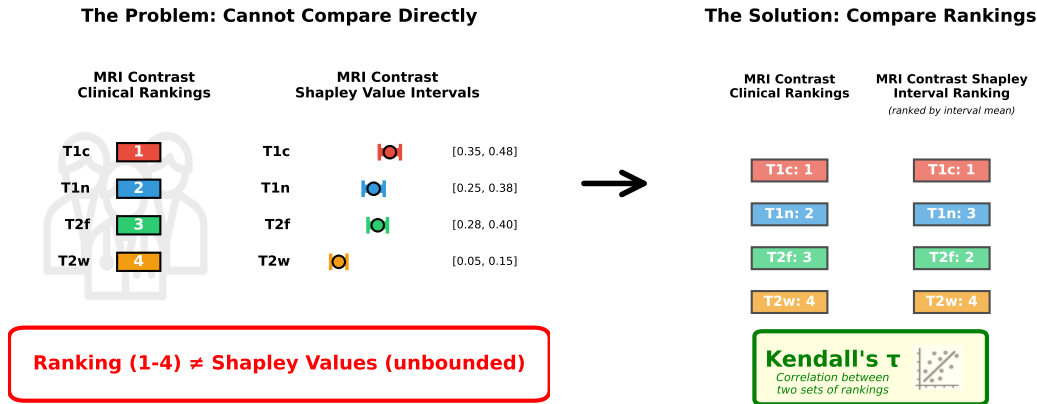 The Problem: Cannot Compare Directly
MRI Contrast
Clinical Rankings
MRI Contrast
Shapley Value Intervals
T1c
1
T1c
[0.35, 0.48]
T1n
2
T1n
[0.25, 0.38]
T2f
3
T2f
[0.28, 0.40]
T2w
4
T2w
[0.05, 0.15]
Ranking (1-4) ≠ Shapley Values (unbounded)
The Solution: Compare Rankings
MRI Contrast
Clinical Rankings
MRI Contrast Shapley
Interval Ranking
(ranked by interval mean)
T1c: 1
T1c: 1
T1n: 2
T1n: 3
T2f: 3
T2f: 2
T2w: 4
T2w: 4
Kendall's τ
Correlation between
two sets of rankings